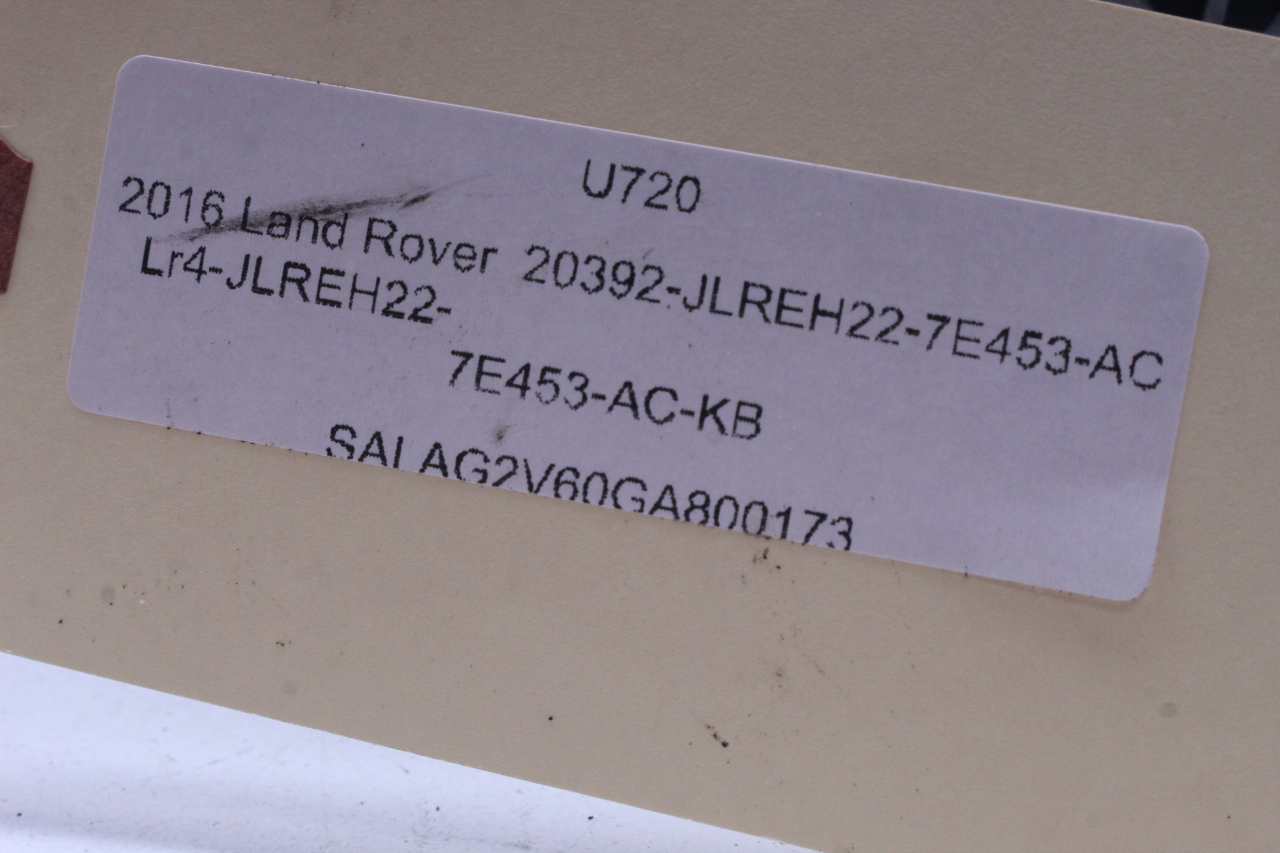 U720
2016 Land Rover 20392-JLREH22-7E453-AC
Lr4-JLREH22-
7E453-AC-KB
SALAG2V60GA800173